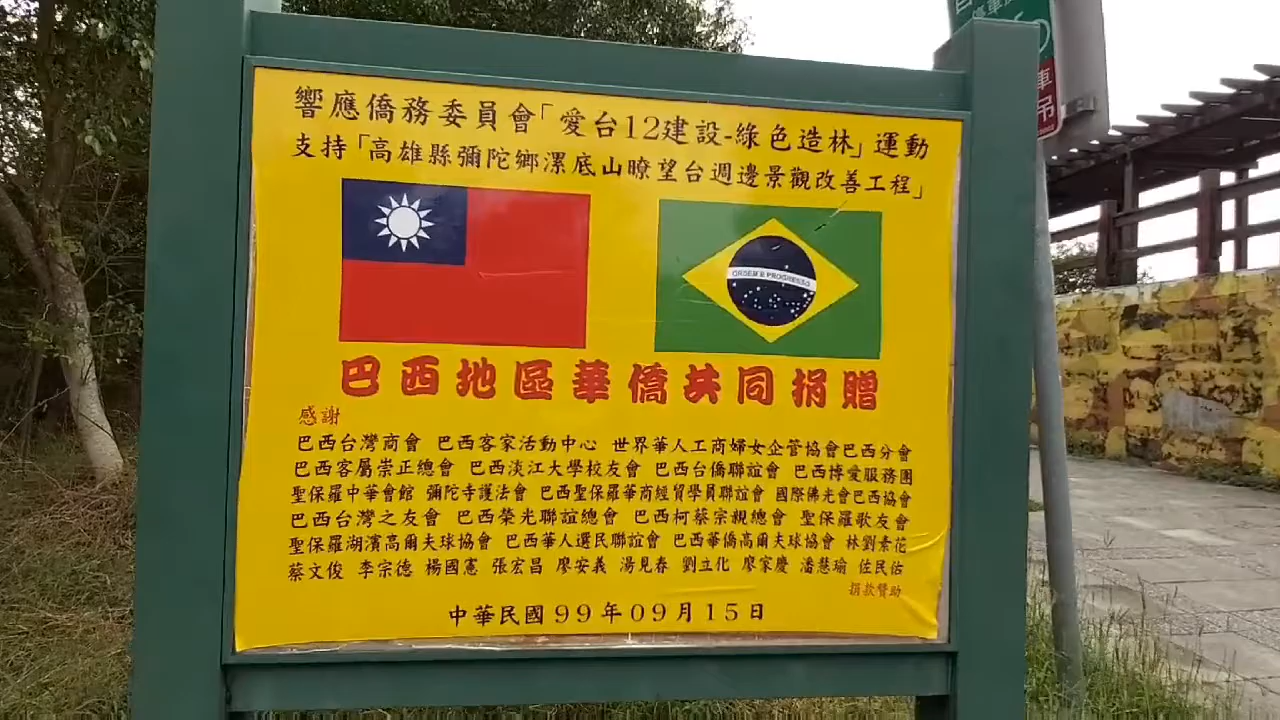 響應僑務委員會「愛台12建設-綠色造林」運動
支持「高雄縣彌陀鄉漯底山瞭望台週邊景觀改善工程」
ORDEM E PROGRESSO
巴西地區華僑共同捐贈
感謝
巴西台灣商會 巴西客家活動中心 世界華人工商婦女企管協會巴西分會
巴西客屬崇正總會 巴西淡江大學校友會 巴西台僑聯誼會 巴西博愛服務團
聖保羅中華會館 彌陀寺護法會 巴西聖保羅華商經貿學員聯誼會 國際佛光會巴西協會
巴西台灣之友會 巴西榮光聯誼總會 巴西柯蔡宗親總會 聖保羅歌友會
聖保羅湖濱高爾夫球協會 巴西華人選民聯誼會 巴西華僑高爾夫球協會 林劉素花
蔡文俊 李宗德 楊國憲 張宏昌 廖安義 湯見春 劉立化 廖家慶 潘慧瑜 佐民佑
捐款贊助
中華民國99年09月15日
車
吊